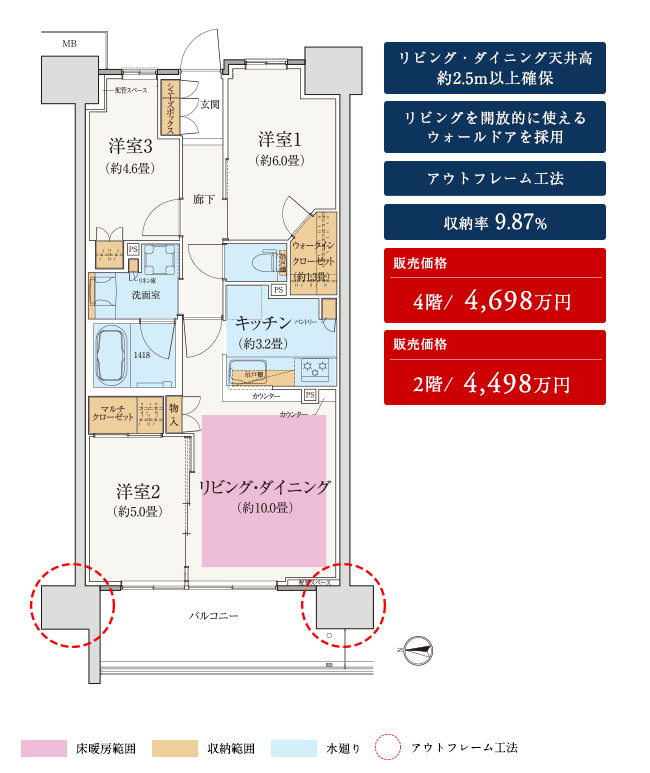 MB
配管スペース
シューズボックス
玄関
洋室3
(約4.6畳)
洋室1
(約6.0畳)
廊下
ウォークイン
クローゼット
(約1.3畳)
吊戸棚
PS
リネン庫
洗面室
PS
キッチン
(約3.2畳)
パントリー
1418
吊戸棚
カウンター
PS
カウンター
マルチ
クローゼット
物入
洋室2
(約5.0畳)
リビング・ダイニング
(約10.0畳)
配管スペース
バルコニー
N
リビング・ダイニング天井高
約2.5m以上確保
リビングを開放的に使える
ウォールドアを採用
アウトフレーム工法
収納率 9.87%
販売価格
4階/ 4,698万円
販売価格
2階/ 4,498万円
床暖房範囲
収納範囲
水廻り
アウトフレーム工法